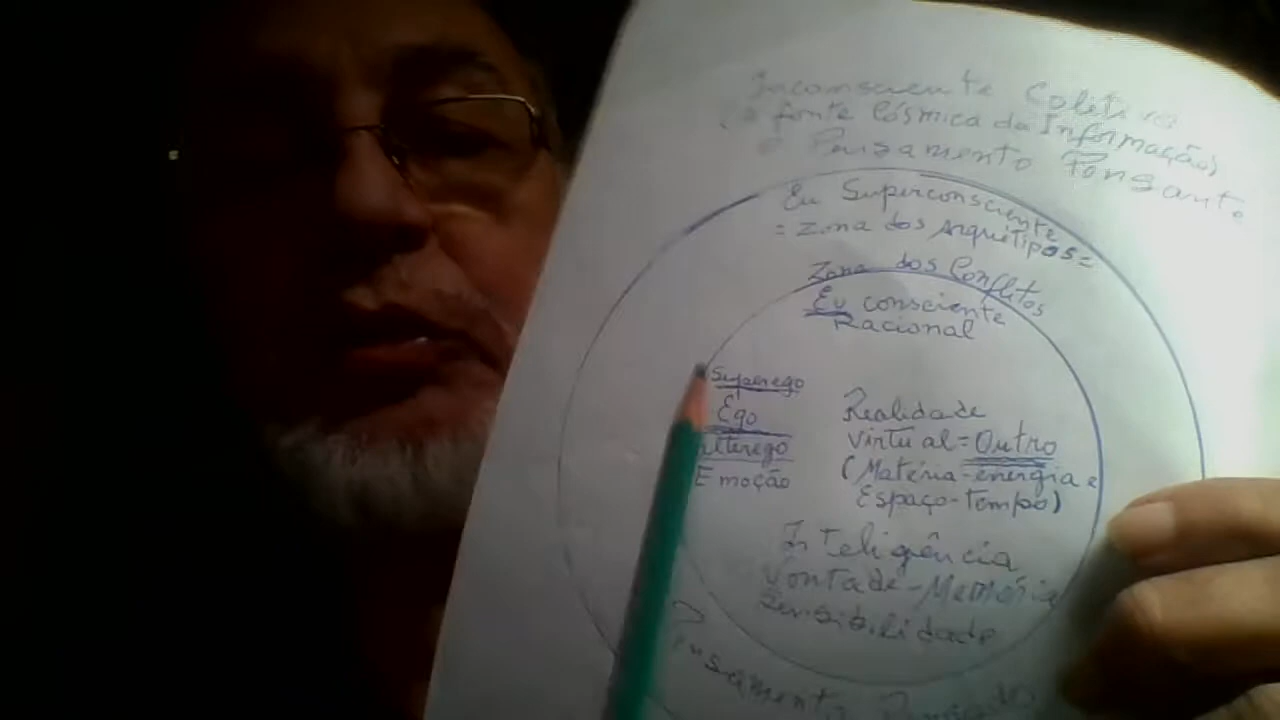 Inconsciente Coletivo
(a fonte Cósmica da Informação)
o Pensamento Pensante
Eu Superconsciente
= Zona dos Arquétipos =
Zona dos Conflitos
Eu consciente
Racional
Superego
Ego
alterego
Emoção
Realidade
virtual = Outro
(Matéria-energia e
Espaço-Tempo)
Inteligência
Vontade-Memória
Sensibilidade
Pensamento